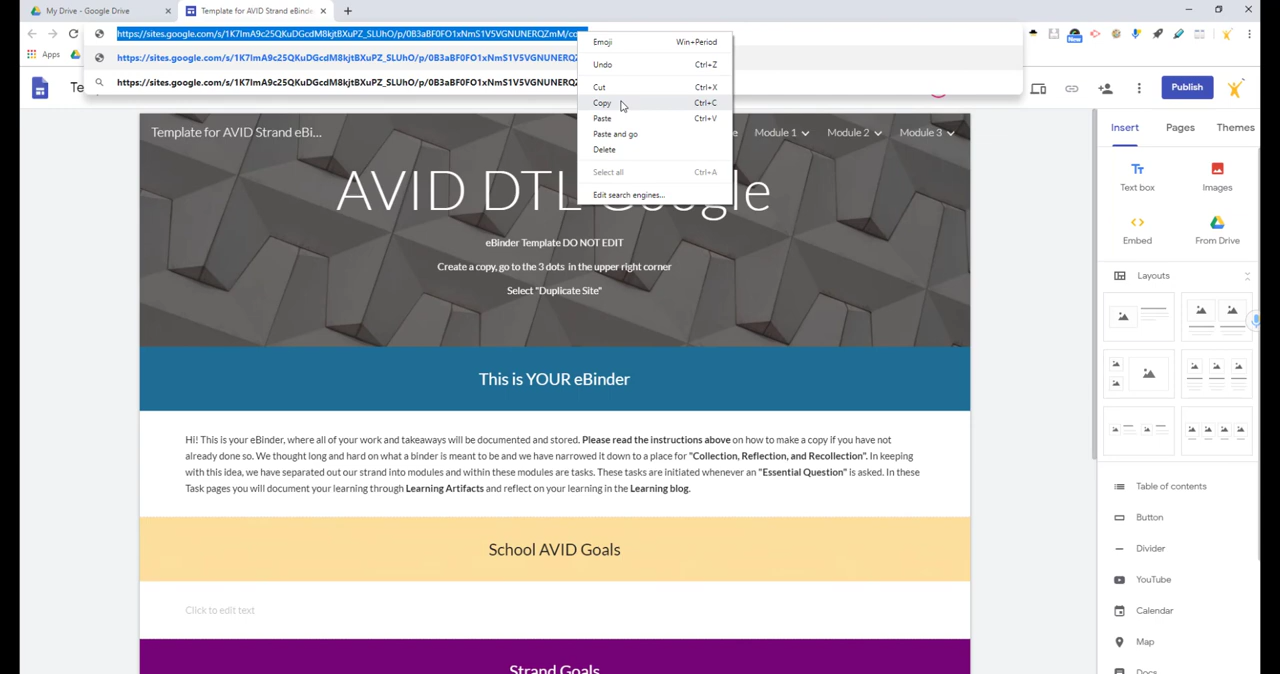 My Drive - Google Drive
Template for AVID Strand eBinde
https://sites.google.com/s/1K7ImA9c25QKuDGcdM8kjtBXuPZ_SLUhO/p/0B3aBF0FO1xNmS1V5VGNUNERQZmM/co
Apps
https://sites.google.com/s/1K7ImA9c25QKuDGcdM8kjtBXuPZ_SLUhO/p/0B3aBF0FO1xNmS1V5VGNUNERQZ
https://sites.google.com/s/1K7ImA9c25QKuDGcdM8kjtBXuPZ_SLUhO/p/0B3aBF0FO1xNmS1V5VGNUNERQZ
New
Emoji Win+Period
Undo Ctrl+Z
Cut Ctrl+X
Copy Ctrl+C
Paste Ctrl+V
Paste and go
Delete
Select all Ctrl+A
Edit search engines...
Te
Publish
Template for AVID Strand eBi...
Module 1 Module 2 Module 3
AVID DTL Google
eBinder Template DO NOT EDIT
Create a copy, go to the 3 dots in the upper right corner
Select "Duplicate Site"
This is YOUR eBinder
Hi! This is your eBinder, where all of your work and takeaways will be documented and stored. Please read the instructions above on how to make a copy if you have not
already done so. We thought long and hard on what a binder is meant to be and we have narrowed it down to a place for "Collection, Reflection, and Recollection". In keeping
with this idea, we have separated out our strand into modules and within these modules are tasks. These tasks are initiated whenever an "Essential Question" is asked. In these
Task pages you will document your learning through Learning Artifacts and reflect on your learning in the Learning blog.
School AVID Goals
Click to edit text
Strand Goals
Insert Pages Themes
Tt
Text box Images
Embed From Drive
Layouts
Table of contents
Button
Divider
YouTube
Calendar
Map
Docs